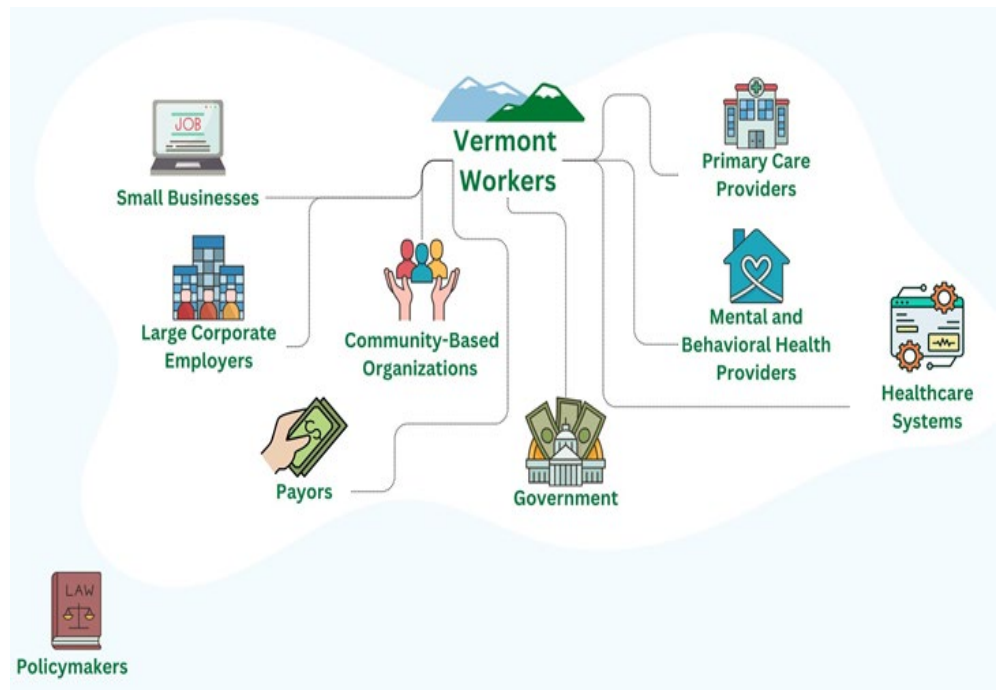 Vermont
Workers
JOB
Small Businesses
Primary Care
Providers
Large Corporate
Employers
Community-Based
Organizations
Mental and
Behavioral Health
Providers
Healthcare
Systems
$
Payors
Government
LAW
Policymakers